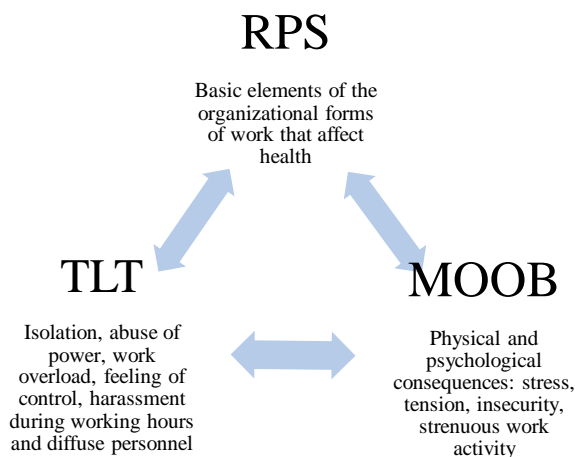 RPS
Basic elements of the
organizational forms
of work that affect
health
TLT
Isolation, abuse of
power, work
overload, feeling of
control, harassment
during working hours
and diffuse personnel
MOOB
Physical and
psychological
consequences: stress,
tension, insecurity,
strenuous work
activity